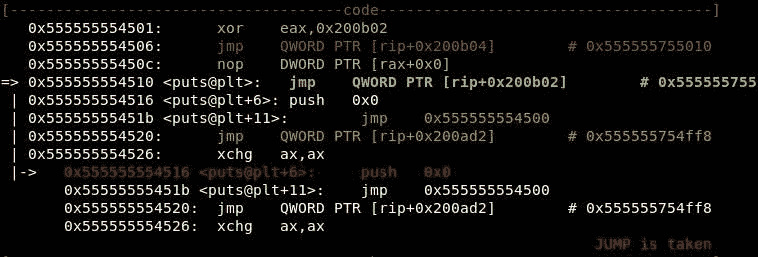 [-------------------------------------code-------------------------------------]
0x555555554501: xor eax,0x200b02
0x555555554506: jmp QWORD PTR [rip+0x200b04] # 0x555555755010
0x55555555450c: nop DWORD PTR [rax+0x0]
=> 0x555555554510 <puts@plt>: jmp QWORD PTR [rip+0x200b02] # 0x555555755
| 0x555555554516 <puts@plt+6>: push 0x0
| 0x55555555451b <puts@plt+11>: jmp 0x555555554500
| 0x555555554520: jmp QWORD PTR [rip+0x200ad2] # 0x555555754ff8
| 0x555555554526: xchg ax,ax
|-> 0x555555554516 <puts@plt+6>: push 0x0
0x55555555451b <puts@plt+11>: jmp 0x555555554500
0x555555554520: jmp QWORD PTR [rip+0x200ad2] # 0x555555754ff8
0x555555554526: xchg ax,ax
JUMP is taken